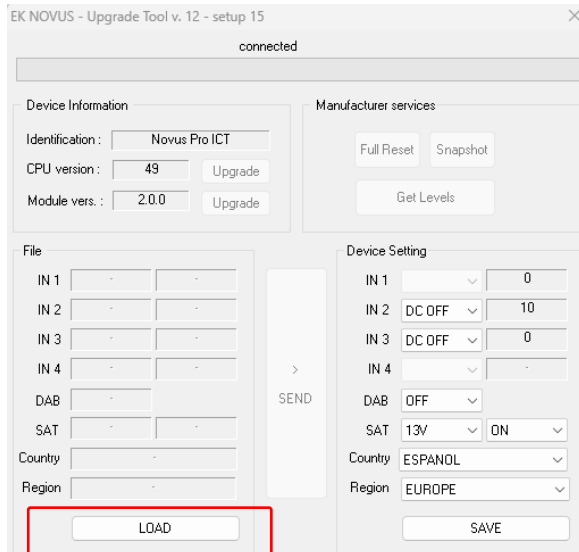 EK NOVUS - Upgrade Tool v. 12 - setup 15
connected
Device Information
Identification : Novus Pro ICT
CPU version : 49 Upgrade
Module vers. : 2.0.0 Upgrade
Manufacturer services
Full Reset Snapshot
Get Levels
File
IN 1 - -
IN 2 - -
IN 3 - -
IN 4 - -
DAB -
SAT - -
Country -
Region -
LOAD
>
SEND
Device Setting
IN 1 0
IN 2 DC OFF 10
IN 3 DC OFF 0
IN 4 -
DAB OFF
SAT 13V ON
Country ESPANOL
Region EUROPE
SAVE